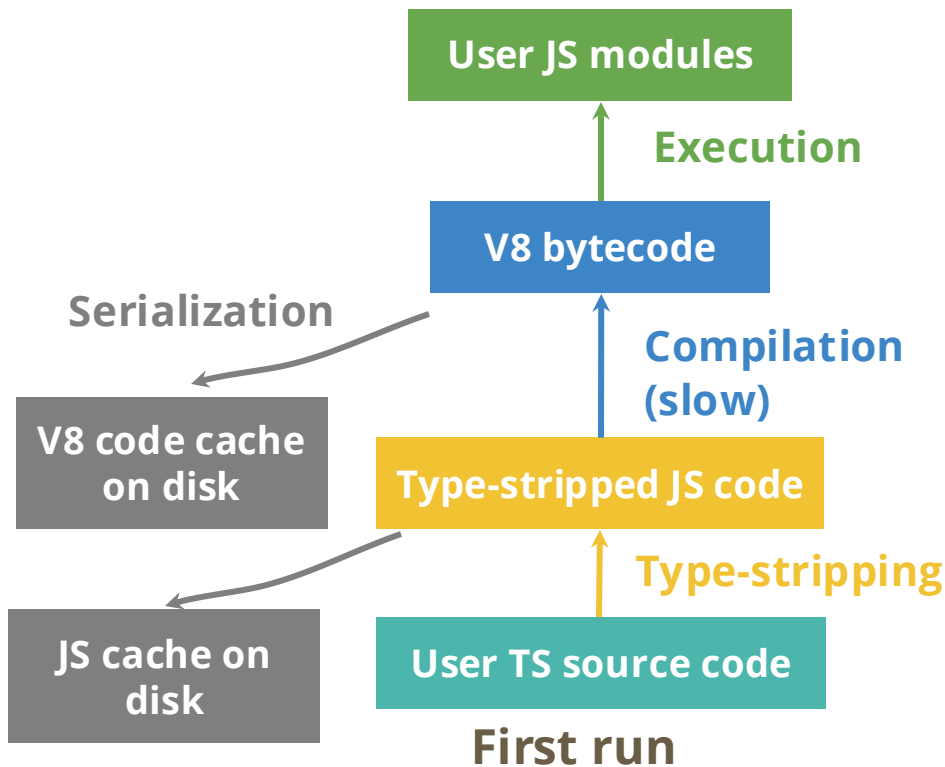 User JS modules
Execution
V8 bytecode
Serialization
Compilation
(slow)
V8 code cache
on disk
Type-stripped JS code
Type-stripping
JS cache on
disk
User TS source code
First run